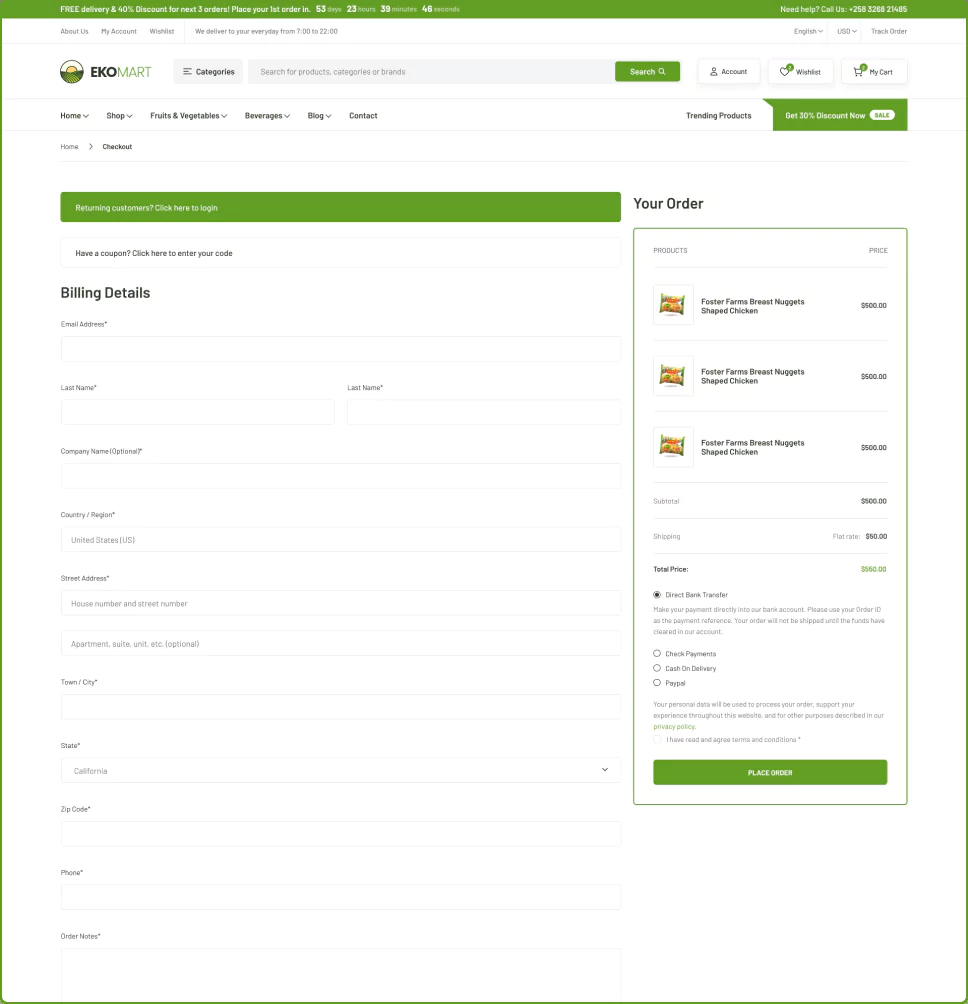 FREE delivery & 40% Discount for next 3 orders! Place your 1st order in. 53 days 23 hours 39 minutes 46 seconds Need help? Call Us: +258 3268 21485
About Us My Account Wishlist We deliver to your everyday from 7:00 to 22:00 English USD Track Order
EKOMART Categories Search for products, categories or brands Search Account Wishlist My Cart
Home Shop Fruits & Vegetables Beverages Blog Contact Trending Products Get 30% Discount Now SALE
Home Checkout
Returning customers? Click here to login
Have a coupon? Click here to enter your code
Billing Details
Email Address*
Last Name* Last Name*
Company Name (Optional)*
Country / Region*
United States (US)
Street Address*
House number and street number
Apartment, suite, unit, etc. (optional)
Town / City*
State*
California
Zip Code*
Phone*
Order Notes*
Your Order
PRODUCTS PRICE
Foster Farms Breast Nuggets
Shaped Chicken
$500.00
Foster Farms Breast Nuggets
Shaped Chicken
$500.00
Foster Farms Breast Nuggets
Shaped Chicken
$500.00
Subtotal $500.00
Shipping Flat rate: $50.00
Total Price: $550.00
Direct Bank Transfer
Make your payment directly into our bank account. Please use your Order ID
as the payment reference. Your order will not be shipped until the funds have
cleared in our account.
Check Payments
Cash On Delivery
Paypal
Your personal data will be used to process your order, support your
experience throughout this website, and for other purposes described in our
privacy policy.
I have read and agree terms and conditions *
PLACE ORDER